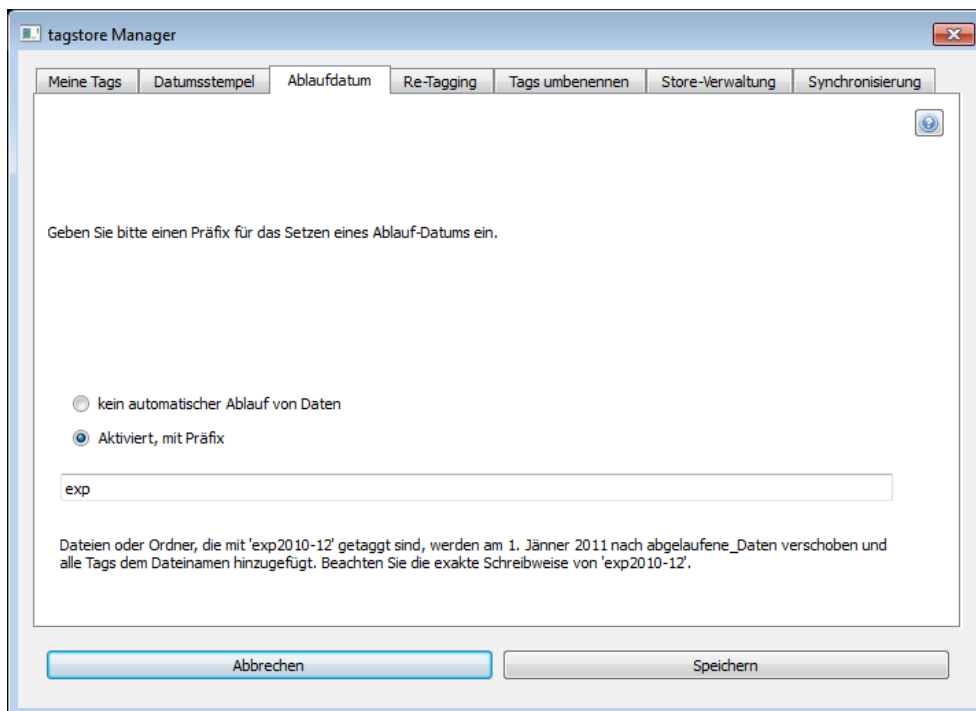 tagstore Manager
Meine Tags
Datumsstempel
Ablaufdatum
Re-Tagging
Tags umbenennen
Store-Verwaltung
Synchronisierung
Geben Sie bitte einen Präfix für das Setzen eines Ablauf-Datums ein.
kein automatischer Ablauf von Daten
Aktiviert, mit Präfix
exp
Dateien oder Ordner, die mit 'exp2010-12' getaggt sind, werden am 1. Jänner 2011 nach abgelaufene_Daten verschoben und
alle Tags dem Dateinamen hinzugefügt. Beachten Sie die exakte Schreibweise von 'exp2010-12'.
Abbrechen
Speichern